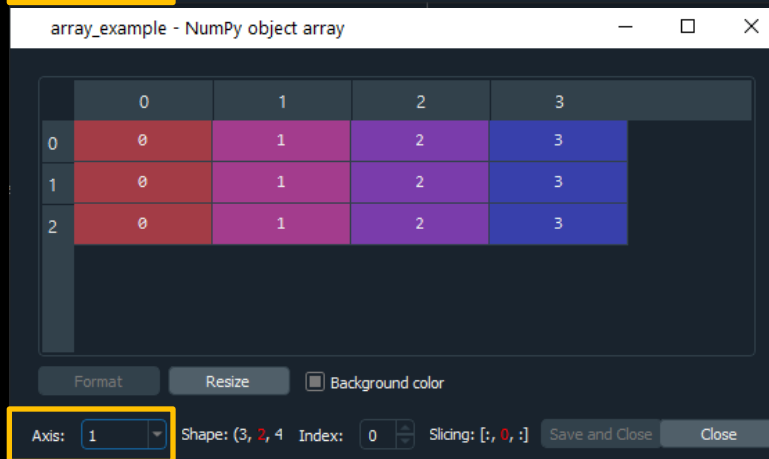 array_example - NumPy object array
0 1 2 3
0 0 1 2 3
1 0 1 2 3
2 0 1 2 3
Format Resize Background color
Axis: 1 Shape: (3, 2, 4 Index: 0 Slicing: [:, 0, :] Save and Close Close